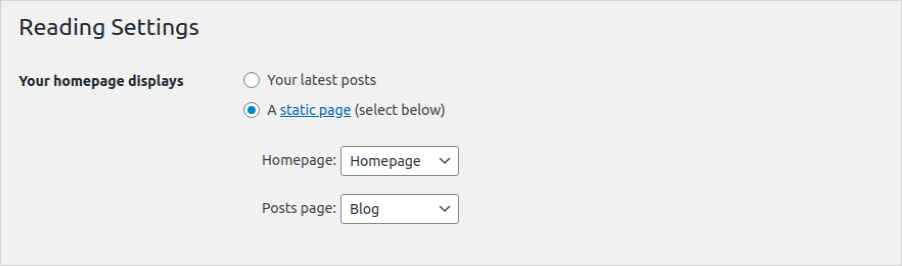 Reading Settings
Your homepage displays
Your latest posts
A static page (select below)
Homepage: Homepage
Posts page: Blog